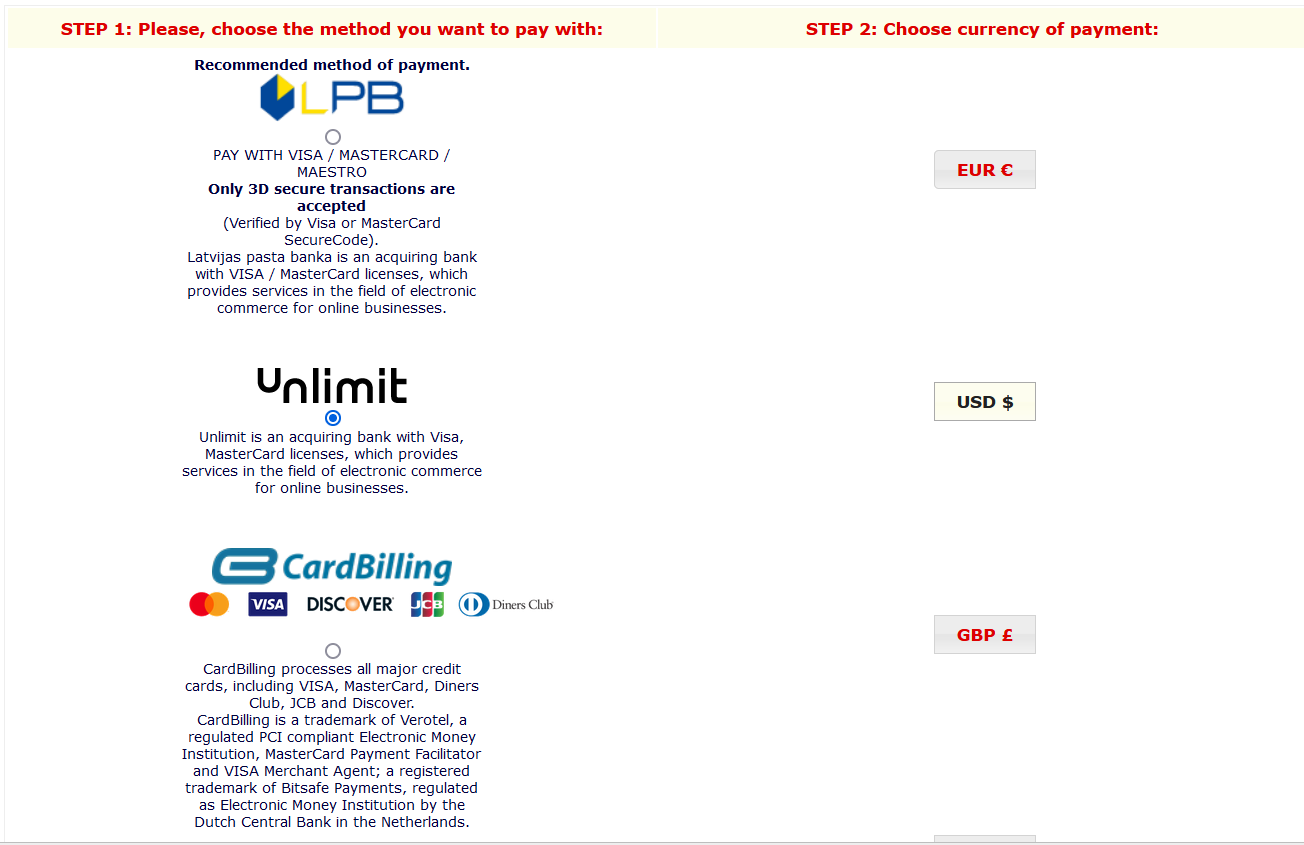 STEP 1: Please, choose the method you want to pay with:
STEP 2: Choose currency of payment:
Recommended method of payment.
LPB
PAY WITH VISA / MASTERCARD /
MAESTRO
Only 3D secure transactions are
accepted
(Verified by Visa or MasterCard
SecureCode).
Latvijas pasta banka is an acquiring bank
with VISA / MasterCard licenses, which
provides services in the field of electronic
commerce for online businesses.
EUR €
Unlimit
Unlimit is an acquiring bank with Visa,
MasterCard licenses, which provides
services in the field of electronic commerce
for online businesses.
USD $
CardBilling
VISA DISCOVER JCB Diners Club
CardBilling processes all major credit
cards, including VISA, MasterCard, Diners
Club, JCB and Discover.
CardBilling is a trademark of Verotel, a
regulated PCI compliant Electronic Money
Institution, MasterCard Payment Facilitator
and VISA Merchant Agent; a registered
trademark of Bitsafe Payments, regulated
as Electronic Money Institution by the
Dutch Central Bank in the Netherlands.
GBP £